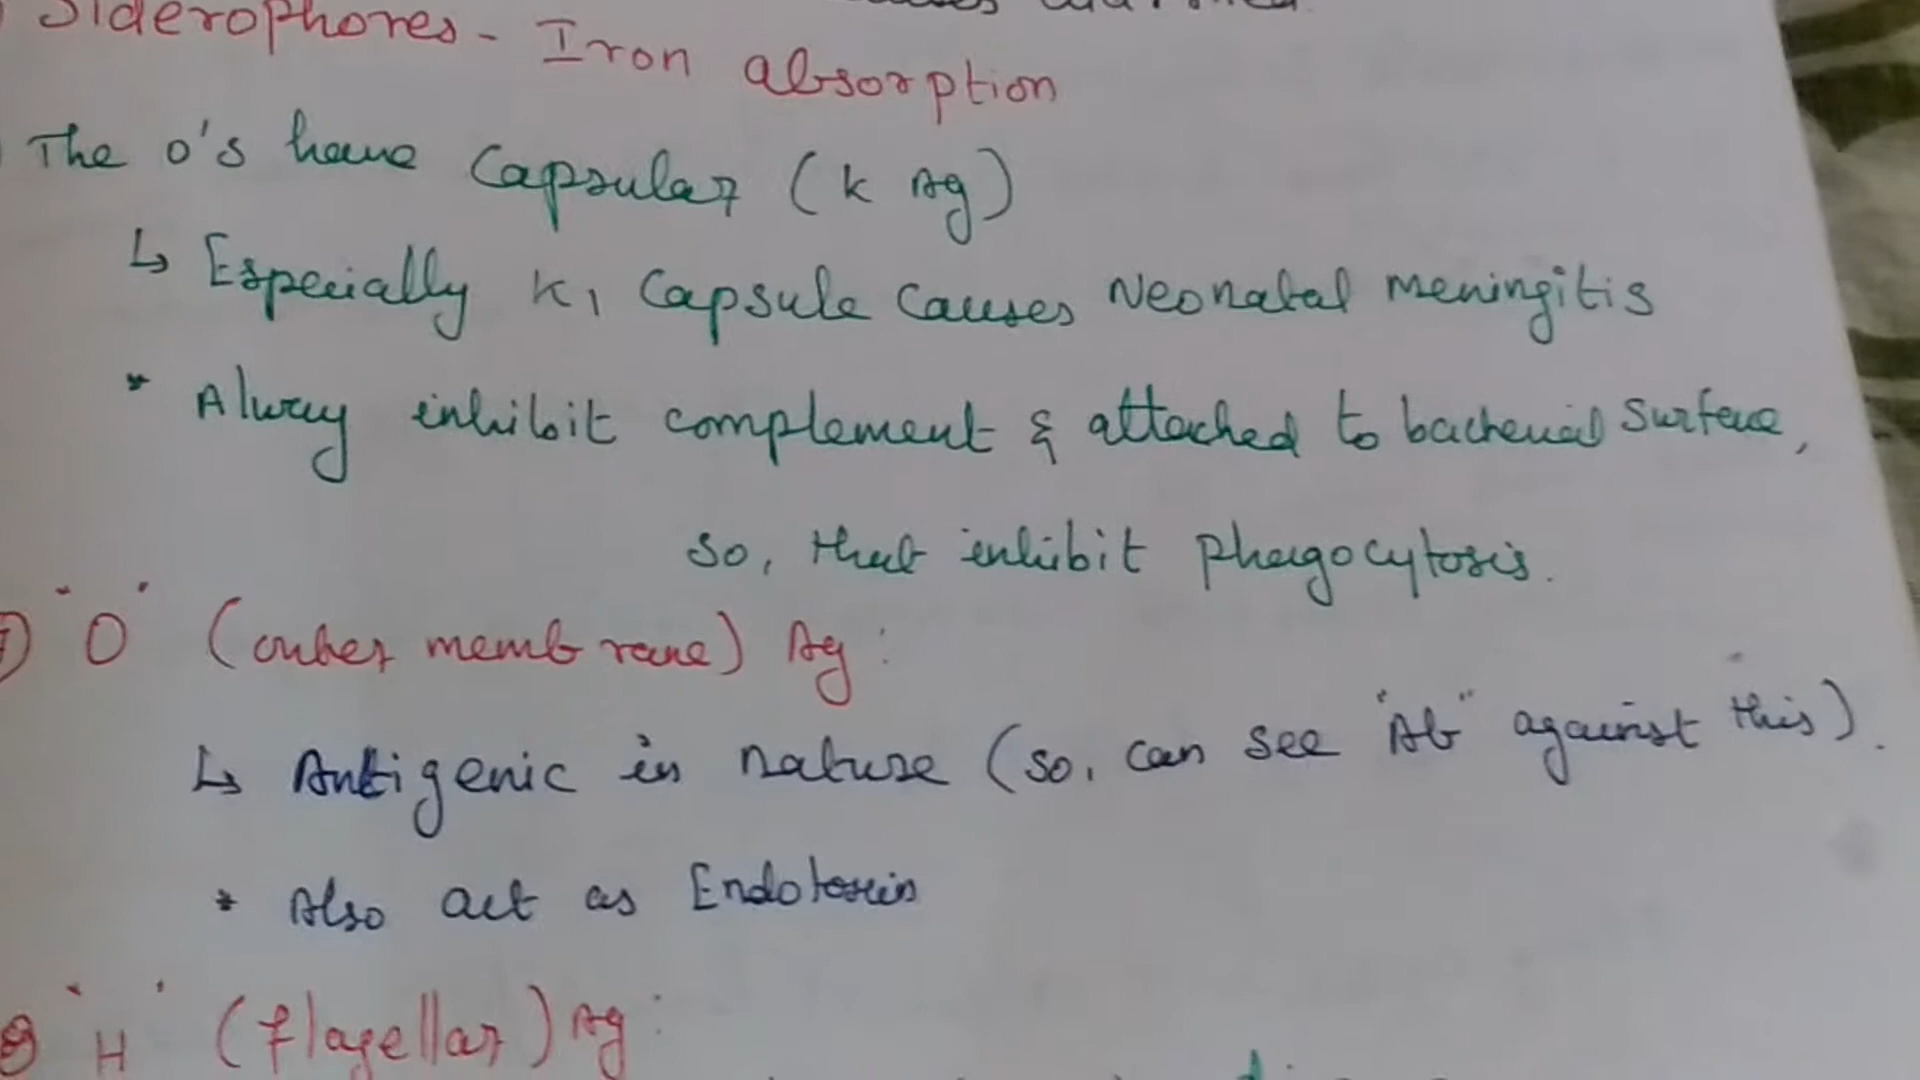 Siderophores - Iron absorption
The O's have Capsular (K Ag)
↳ Especially K1 Capsule Causes Neonatal meningitis
* Alway inhibit complement & attached to bacterial surface,
so, that inhibit phagocytosis.
"O" (outer membrane) Ag:
↳ Antigenic in nature (so, can see "Ab" against this).
* Also act as Endotoxin
"H" (flagellar) Ag: